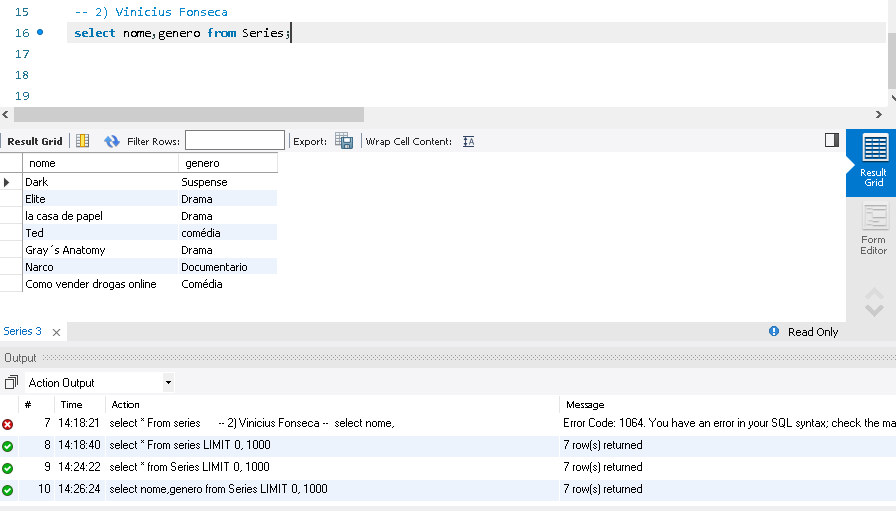 15 -- 2) Vinicius Fonseca
16 select nome,genero from Series;
17
18
19
Result Grid Filter Rows: Export: Wrap Cell Content:
nome genero
Dark Suspense
Elite Drama
la casa de papel Drama
Ted comédia
Gray´s Anatomy Drama
Narco Documentario
Como vender drogas online Comédia
Result
Grid
Form
Editor
Series 3 Read Only
Output
Action Output
# Time Action Message
7 14:18:21 select * From series -- 2) Vinicius Fonseca -- select nome, Error Code: 1064. You have an error in your SQL syntax; check the ma
8 14:18:40 select * From Series LIMIT 0, 1000 7 row(s) returned
9 14:24:22 select * from Series LIMIT 0, 1000 7 row(s) returned
10 14:26:24 select nome,genero from Series LIMIT 0, 1000 7 row(s) returned